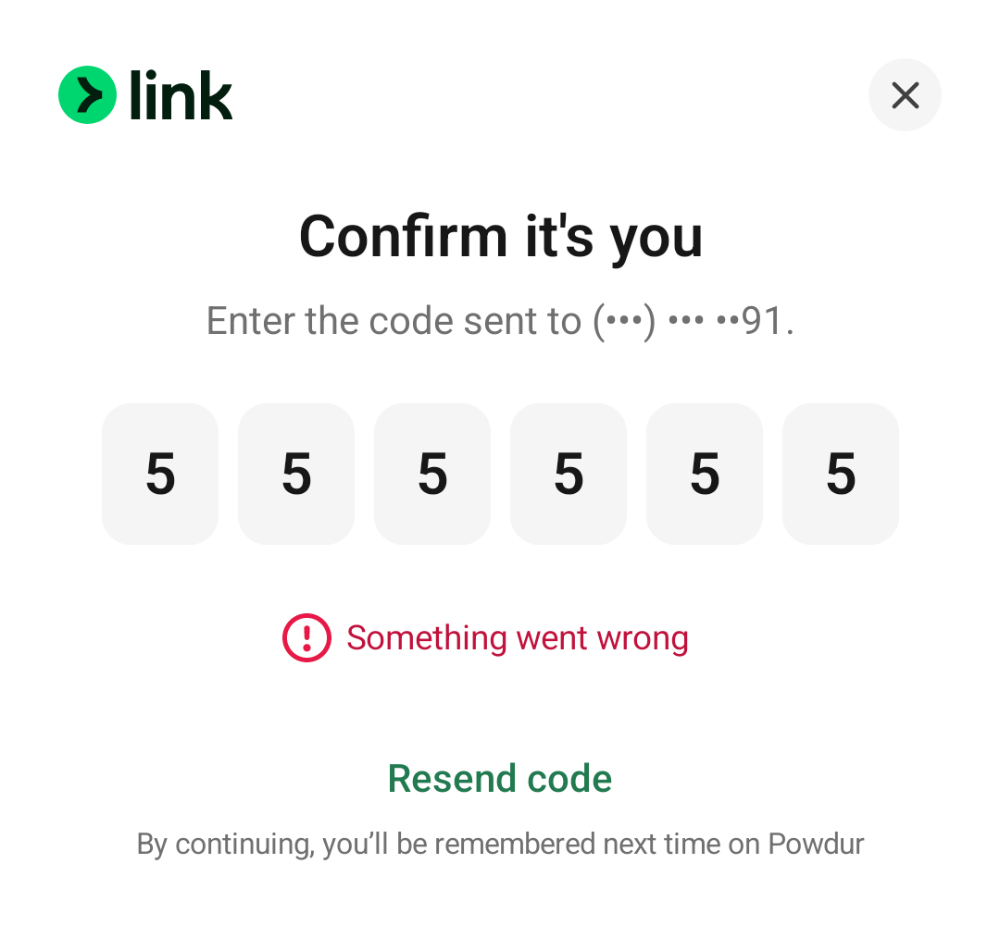 link
Confirm it's you
Enter the code sent to (•••) ••• ••91.
5 5 5 5 5 5
Something went wrong
Resend code
By continuing, you’ll be remembered next time on Powdur